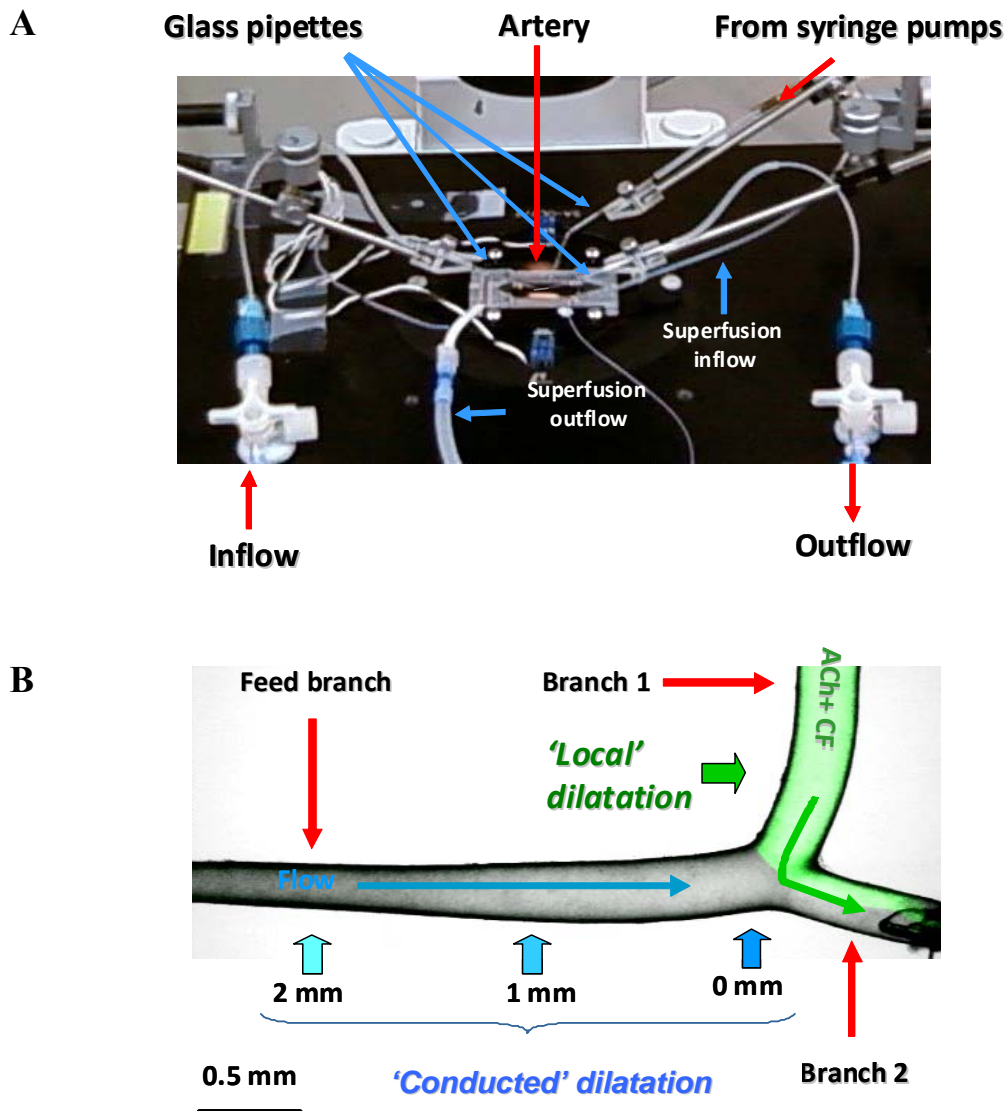 A
Glass pipettes
Artery
From syringe pumps
Superfusion
inflow
Superfusion
outflow
Inflow
Outflow
B
Feed branch
Branch 1
ACh+ CF
'Local'
dilatation
Flow
2 mm
1 mm
0 mm
0.5 mm
'Conducted' dilatation
Branch 2